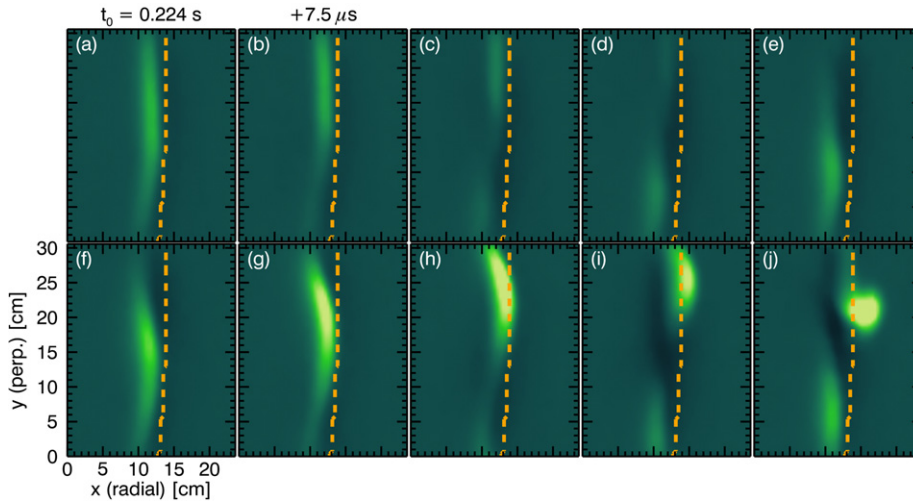 t₀ = 0.224 s
+7.5 μs
(a)
(b)
(c)
(d)
(e)
(f)
(g)
(h)
(i)
(j)
30
25
20
15
10
5
0
y (perp.) [cm]
0 5 10 15 20
x (radial) [cm]